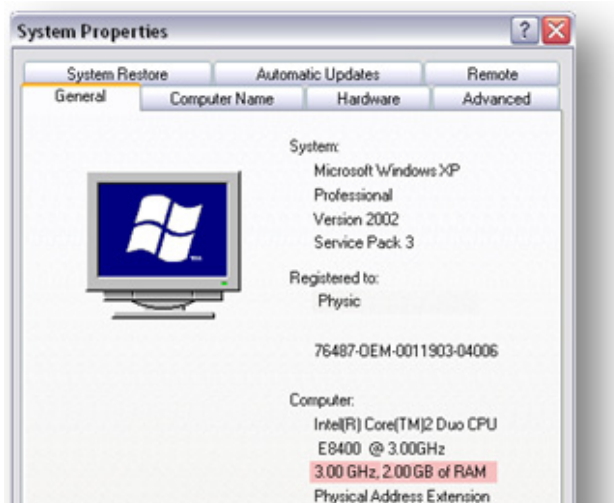 System Properties
System Restore Automatic Updates Remote
General Computer Name Hardware Advanced
System:
Microsoft Windows XP
Professional
Version 2002
Service Pack 3
Registered to:
Physic
76487-OEM-0011903-04006
Computer:
Intel(R) Core(TM)2 Duo CPU
E8400 @ 3.00GHz
3.00 GHz, 2.00 GB of RAM
Physical Address Extension